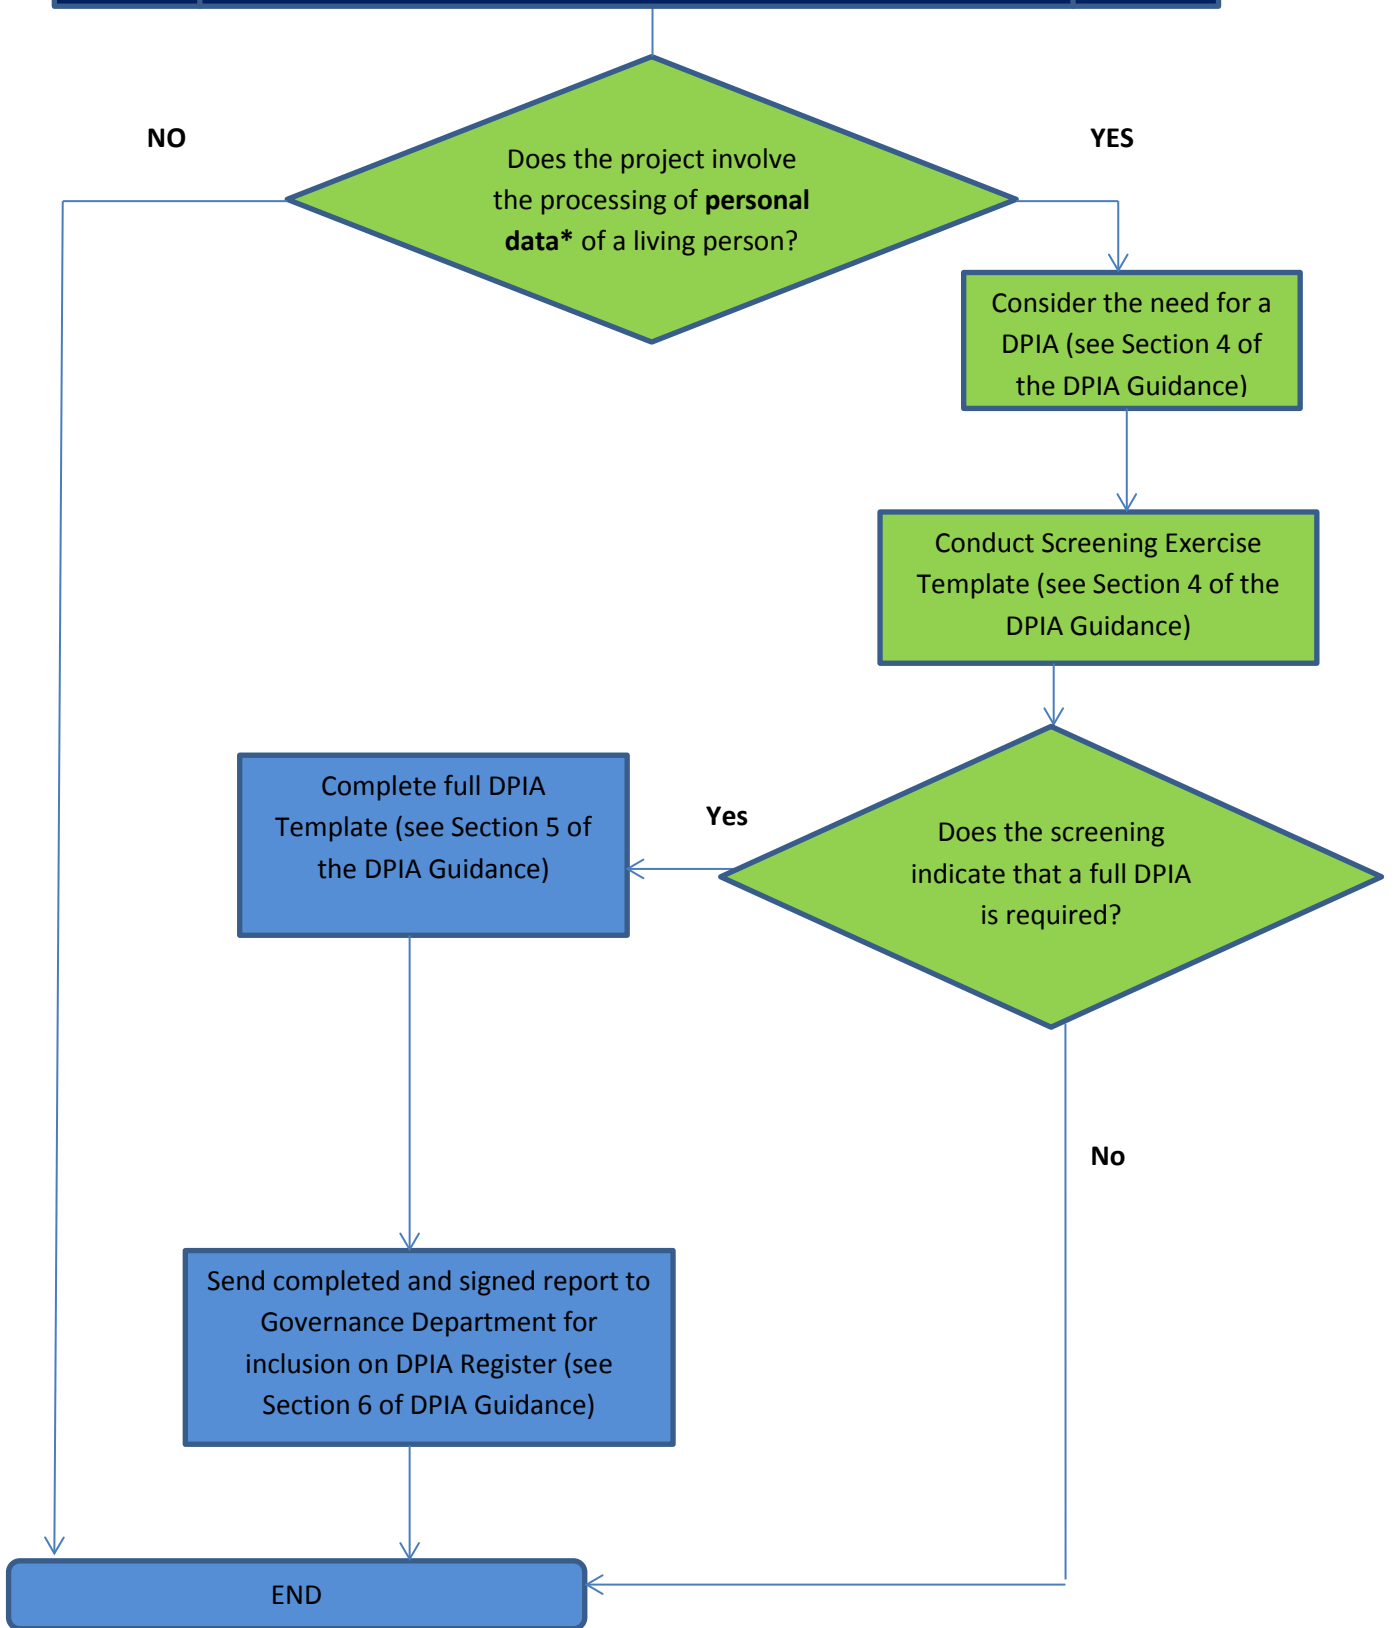 NO
YES
Does the project involve
the processing of personal
data* of a living person?
Consider the need for a
DPIA (see Section 4 of
the DPIA Guidance)
Conduct Screening Exercise
Template (see Section 4 of the
DPIA Guidance)
Complete full DPIA
Template (see Section 5 of
the DPIA Guidance)
Yes
Does the screening
indicate that a full DPIA
is required?
No
Send completed and signed report to
Governance Department for
inclusion on DPIA Register (see
Section 6 of DPIA Guidance)
END